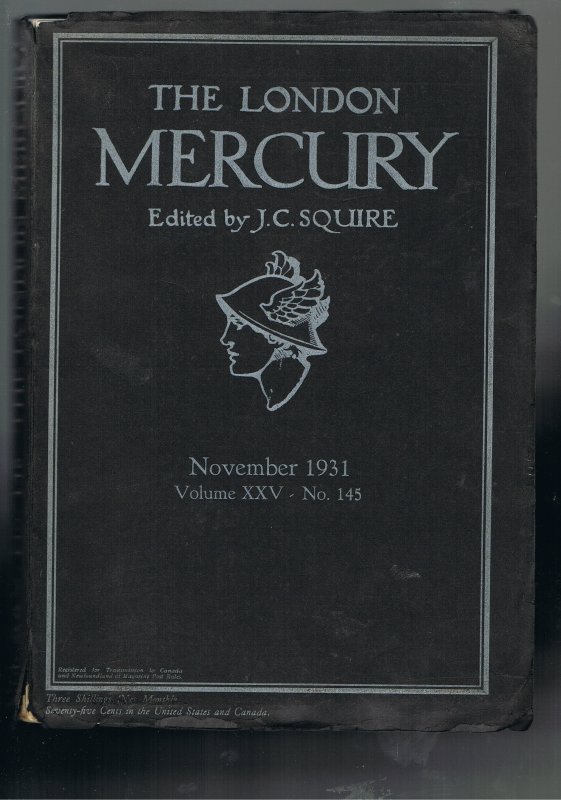 THE LONDON
MERCURY
Edited by J.C. SQUIRE
November 1931
Volume XXV - No. 145
Registered for Transmission to Canada
and Newfoundland at Magazine Post Rates.
Three Shillings Net Monthly
Seventy-five Cents in the United States and Canada.